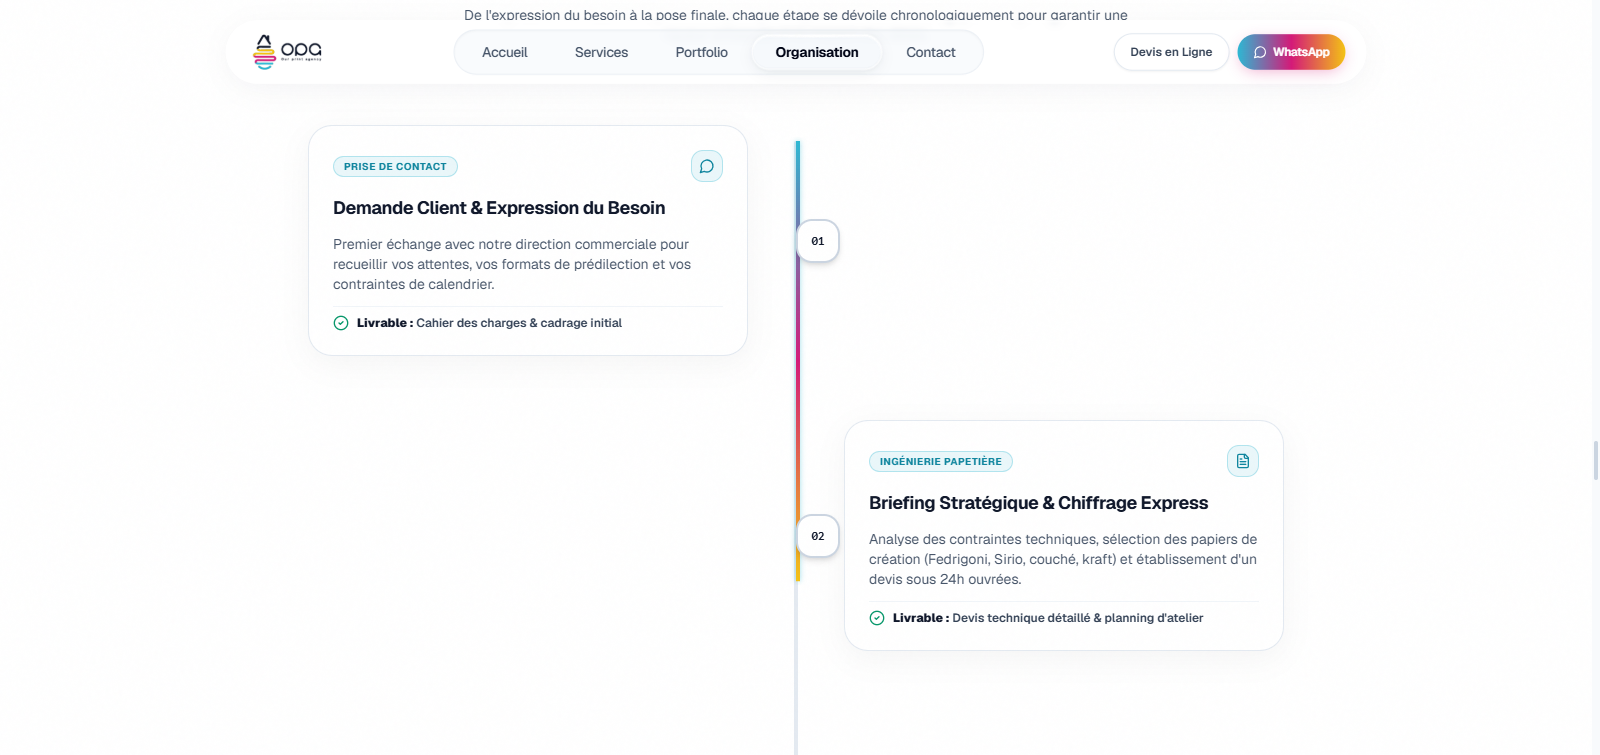 De l'expression du besoin à la pose finale, chaque étape se dévoile chronologiquement pour garantir une
opa
Our print agency
Accueil
Services
Portfolio
Organisation
Contact
Devis en Ligne
WhatsApp
PRISE DE CONTACT
Demande Client & Expression du Besoin
Premier échange avec notre direction commerciale pour
recueillir vos attentes, vos formats de prédilection et vos
contraintes de calendrier.
Livrable : Cahier des charges & cadrage initial
01
INGÉNIERIE PAPETIÈRE
Briefing Stratégique & Chiffrage Express
Analyse des contraintes techniques, sélection des papiers de
création (Fedrigoni, Sirio, couché, kraft) et établissement d'un
devis sous 24h ouvrées.
Livrable : Devis technique détaillé & planning d'atelier
02